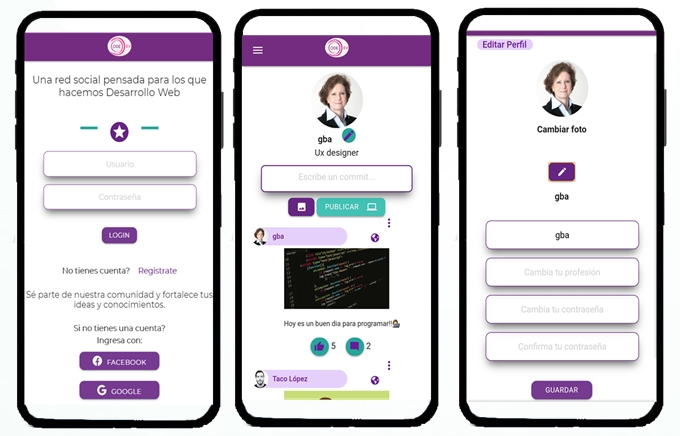 Una red social pensada para los que
hacemos Desarrollo Web
Usuario
Contraseña
LOGIN
No tienes cuenta? Registrate
Sé parte de nuestra comunidad y fortalece tus
ideas y conocimientos.
Si no tienes una cuenta?
Ingresa con:
FACEBOOK
GOOGLE
gba
Ux designer
Escribe un commit...
PUBLICAR
gba
Hoy es un buen dia para programar!!
5
2
Taco López
Editar Perfil
Cambiar foto
gba
gba
Cambia tu profesión
Cambia tu contraseña
Confirma tu contraseña
GUARDAR